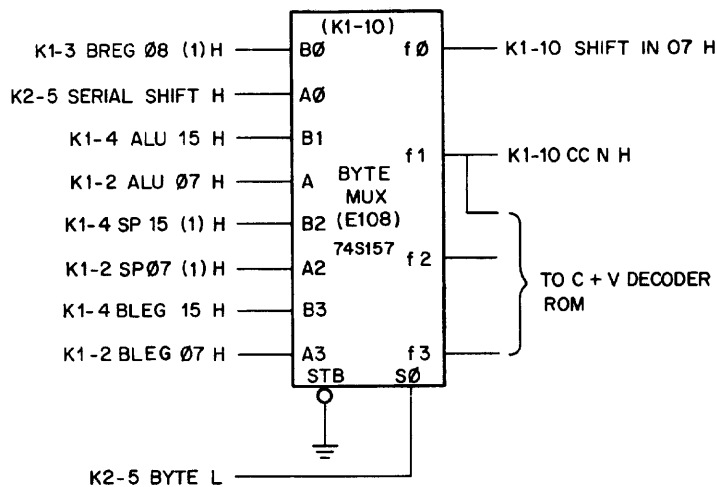 (K1-10)
K1-3 BREG Ø8 (1) H
BØ
fØ
K1-10 SHIFT IN 07 H
K2-5 SERIAL SHIFT H
AØ
K1-4 ALU 15 H
B1
f1
K1-10 CC N H
K1-2 ALU Ø7 H
A
BYTE
MUX
(E108)
74S157
K1-4 SP 15 (1) H
B2
K1-2 SPØ7 (1) H
A2
f2
TO C + V DECODER
ROM
K1-4 BLEG 15 H
B3
K1-2 BLEG Ø7 H
A3
f3
STB
SØ
K2-5 BYTE L